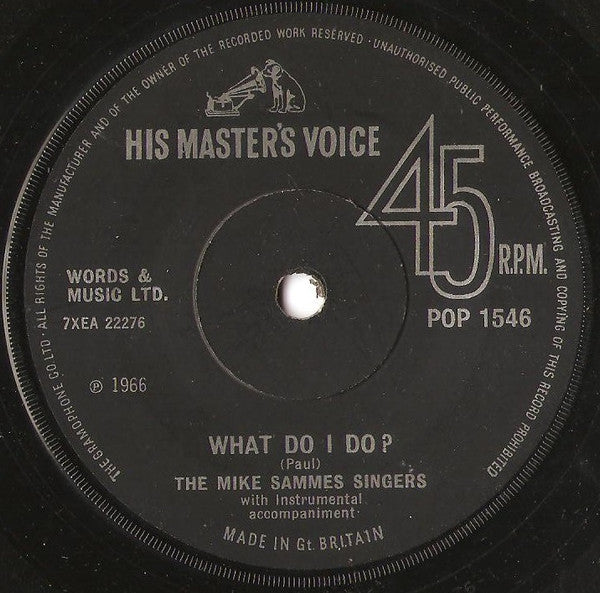 THE GRAMOPHONE CO LTD · ALL RIGHTS OF THE MANUFACTURER AND OF THE OWNER OF THE RECORDED WORK RESERVED · UNAUTHORISED PUBLIC PERFORMANCE BROADCASTING AND COPYING OF THIS RECORD PROHIBITED
HIS MASTER'S VOICE
45 R.P.M.
WORDS &
MUSIC LTD.
7XEA 22276
POP 1546
℗ 1966
WHAT DO I DO?
(Paul)
THE MIKE SAMMES SINGERS
with Instrumental
accompaniment
MADE IN Gt. BRITAIN